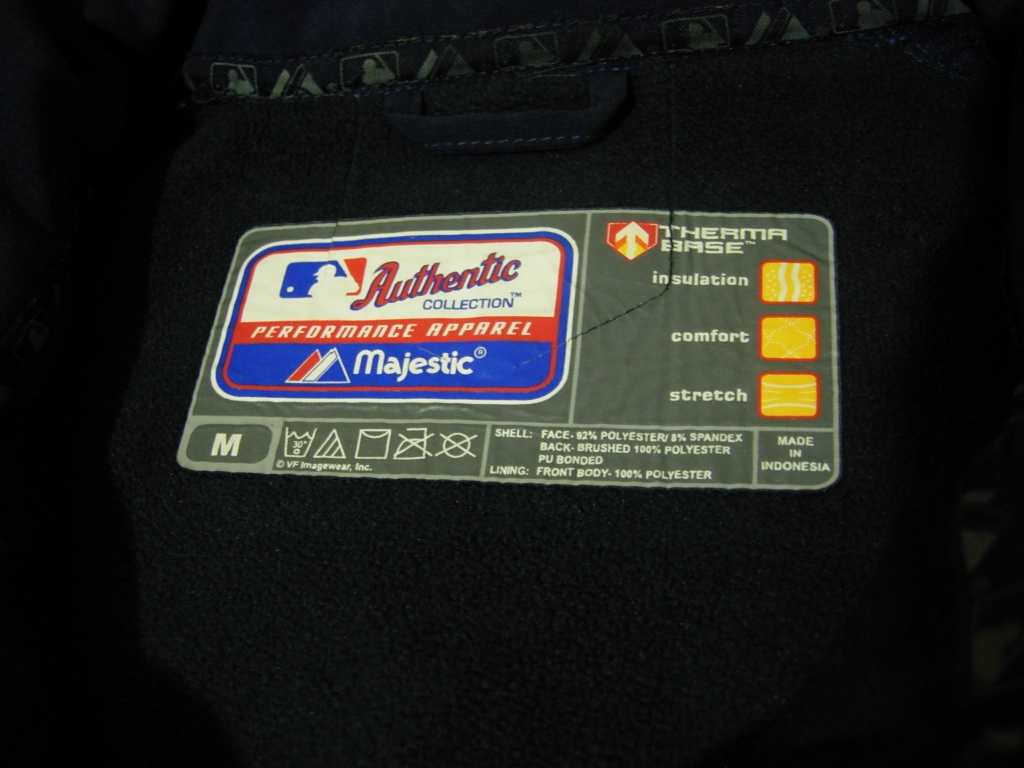 Authentic
COLLECTION™
PERFORMANCE APPAREL
Majestic®
THERMA
BASE™
insulation
comfort
stretch
M
30°
© VF Imagewear, Inc.
SHELL: FACE- 92% POLYESTER/ 8% SPANDEX
BACK- BRUSHED 100% POLYESTER
PU BONDED
LINING: FRONT BODY- 100% POLYESTER
MADE
IN
INDONESIA